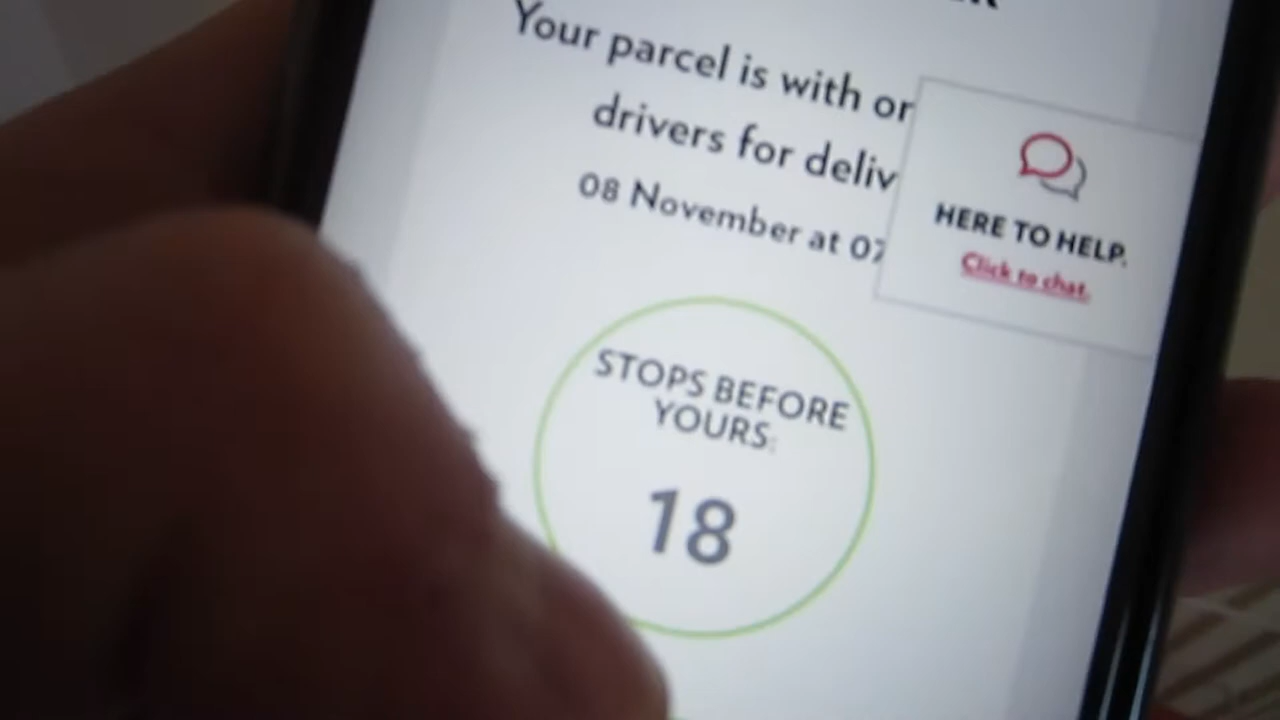 Your parcel is with or
drivers for deliv
08 November at 07
HERE TO HELP.
Click to chat.
STOPS BEFORE
YOURS:
18